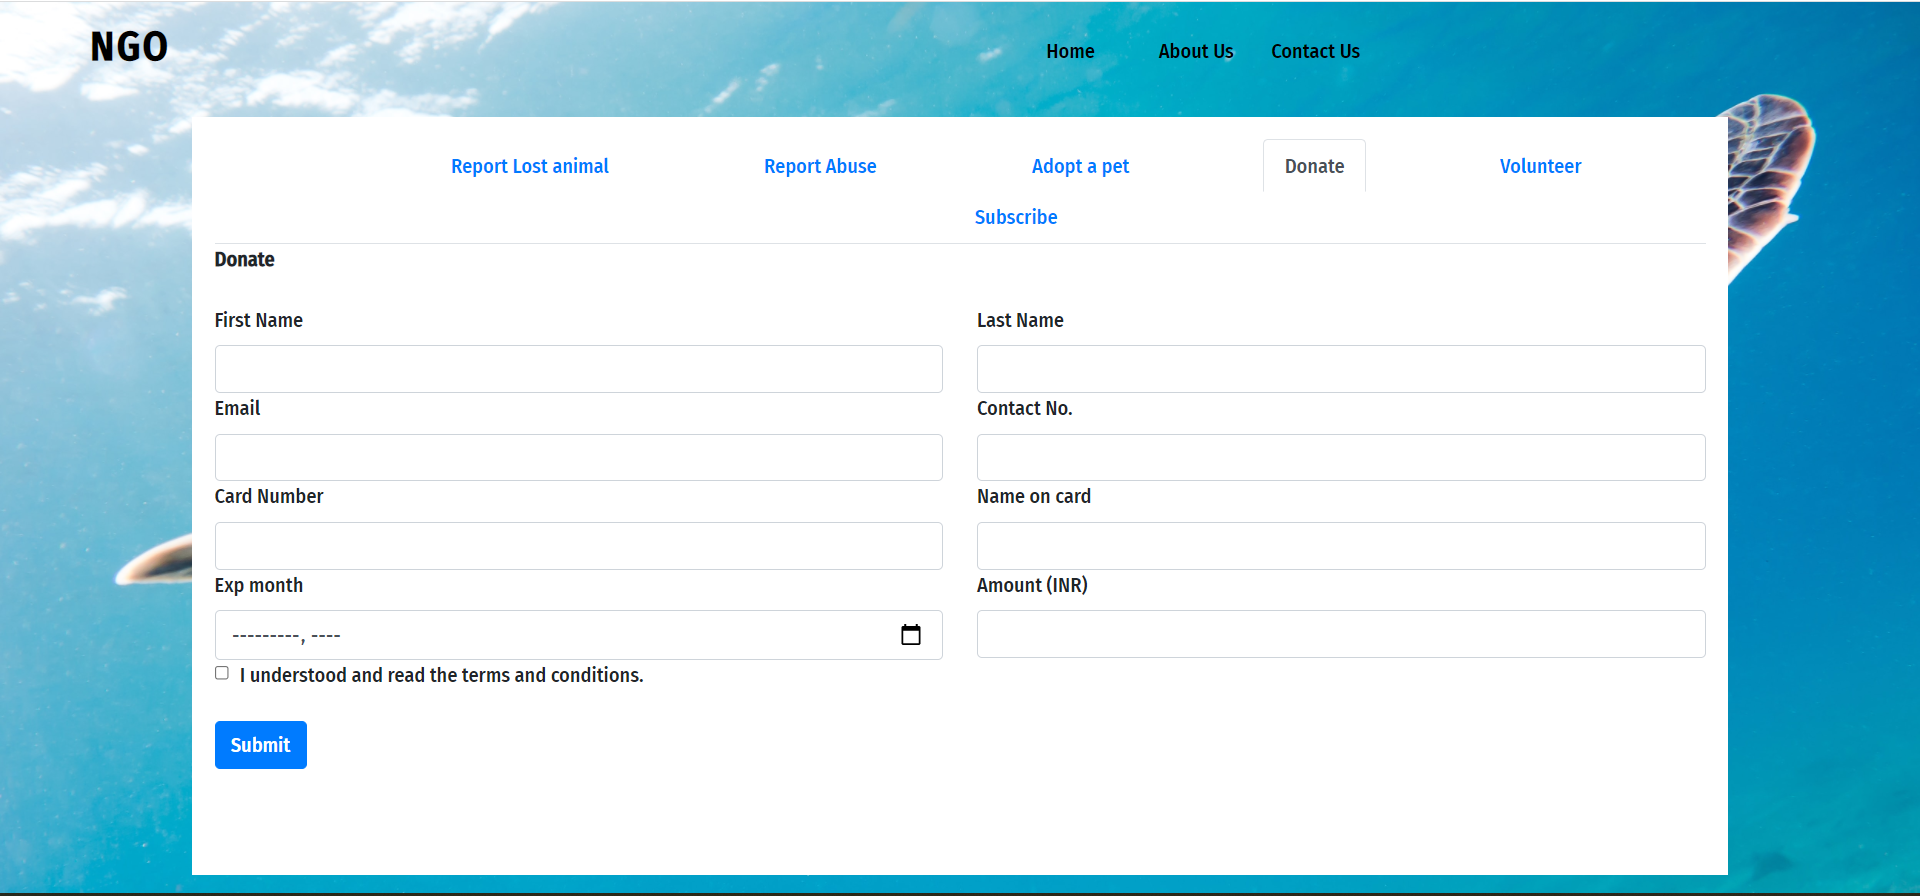 NGO
Home About Us Contact Us
Report Lost animal Report Abuse Adopt a pet Donate Volunteer
Subscribe
Donate
First Name Last Name
Email Contact No.
Card Number Name on card
Exp month Amount (INR)
---------, ----
I understood and read the terms and conditions.
Submit